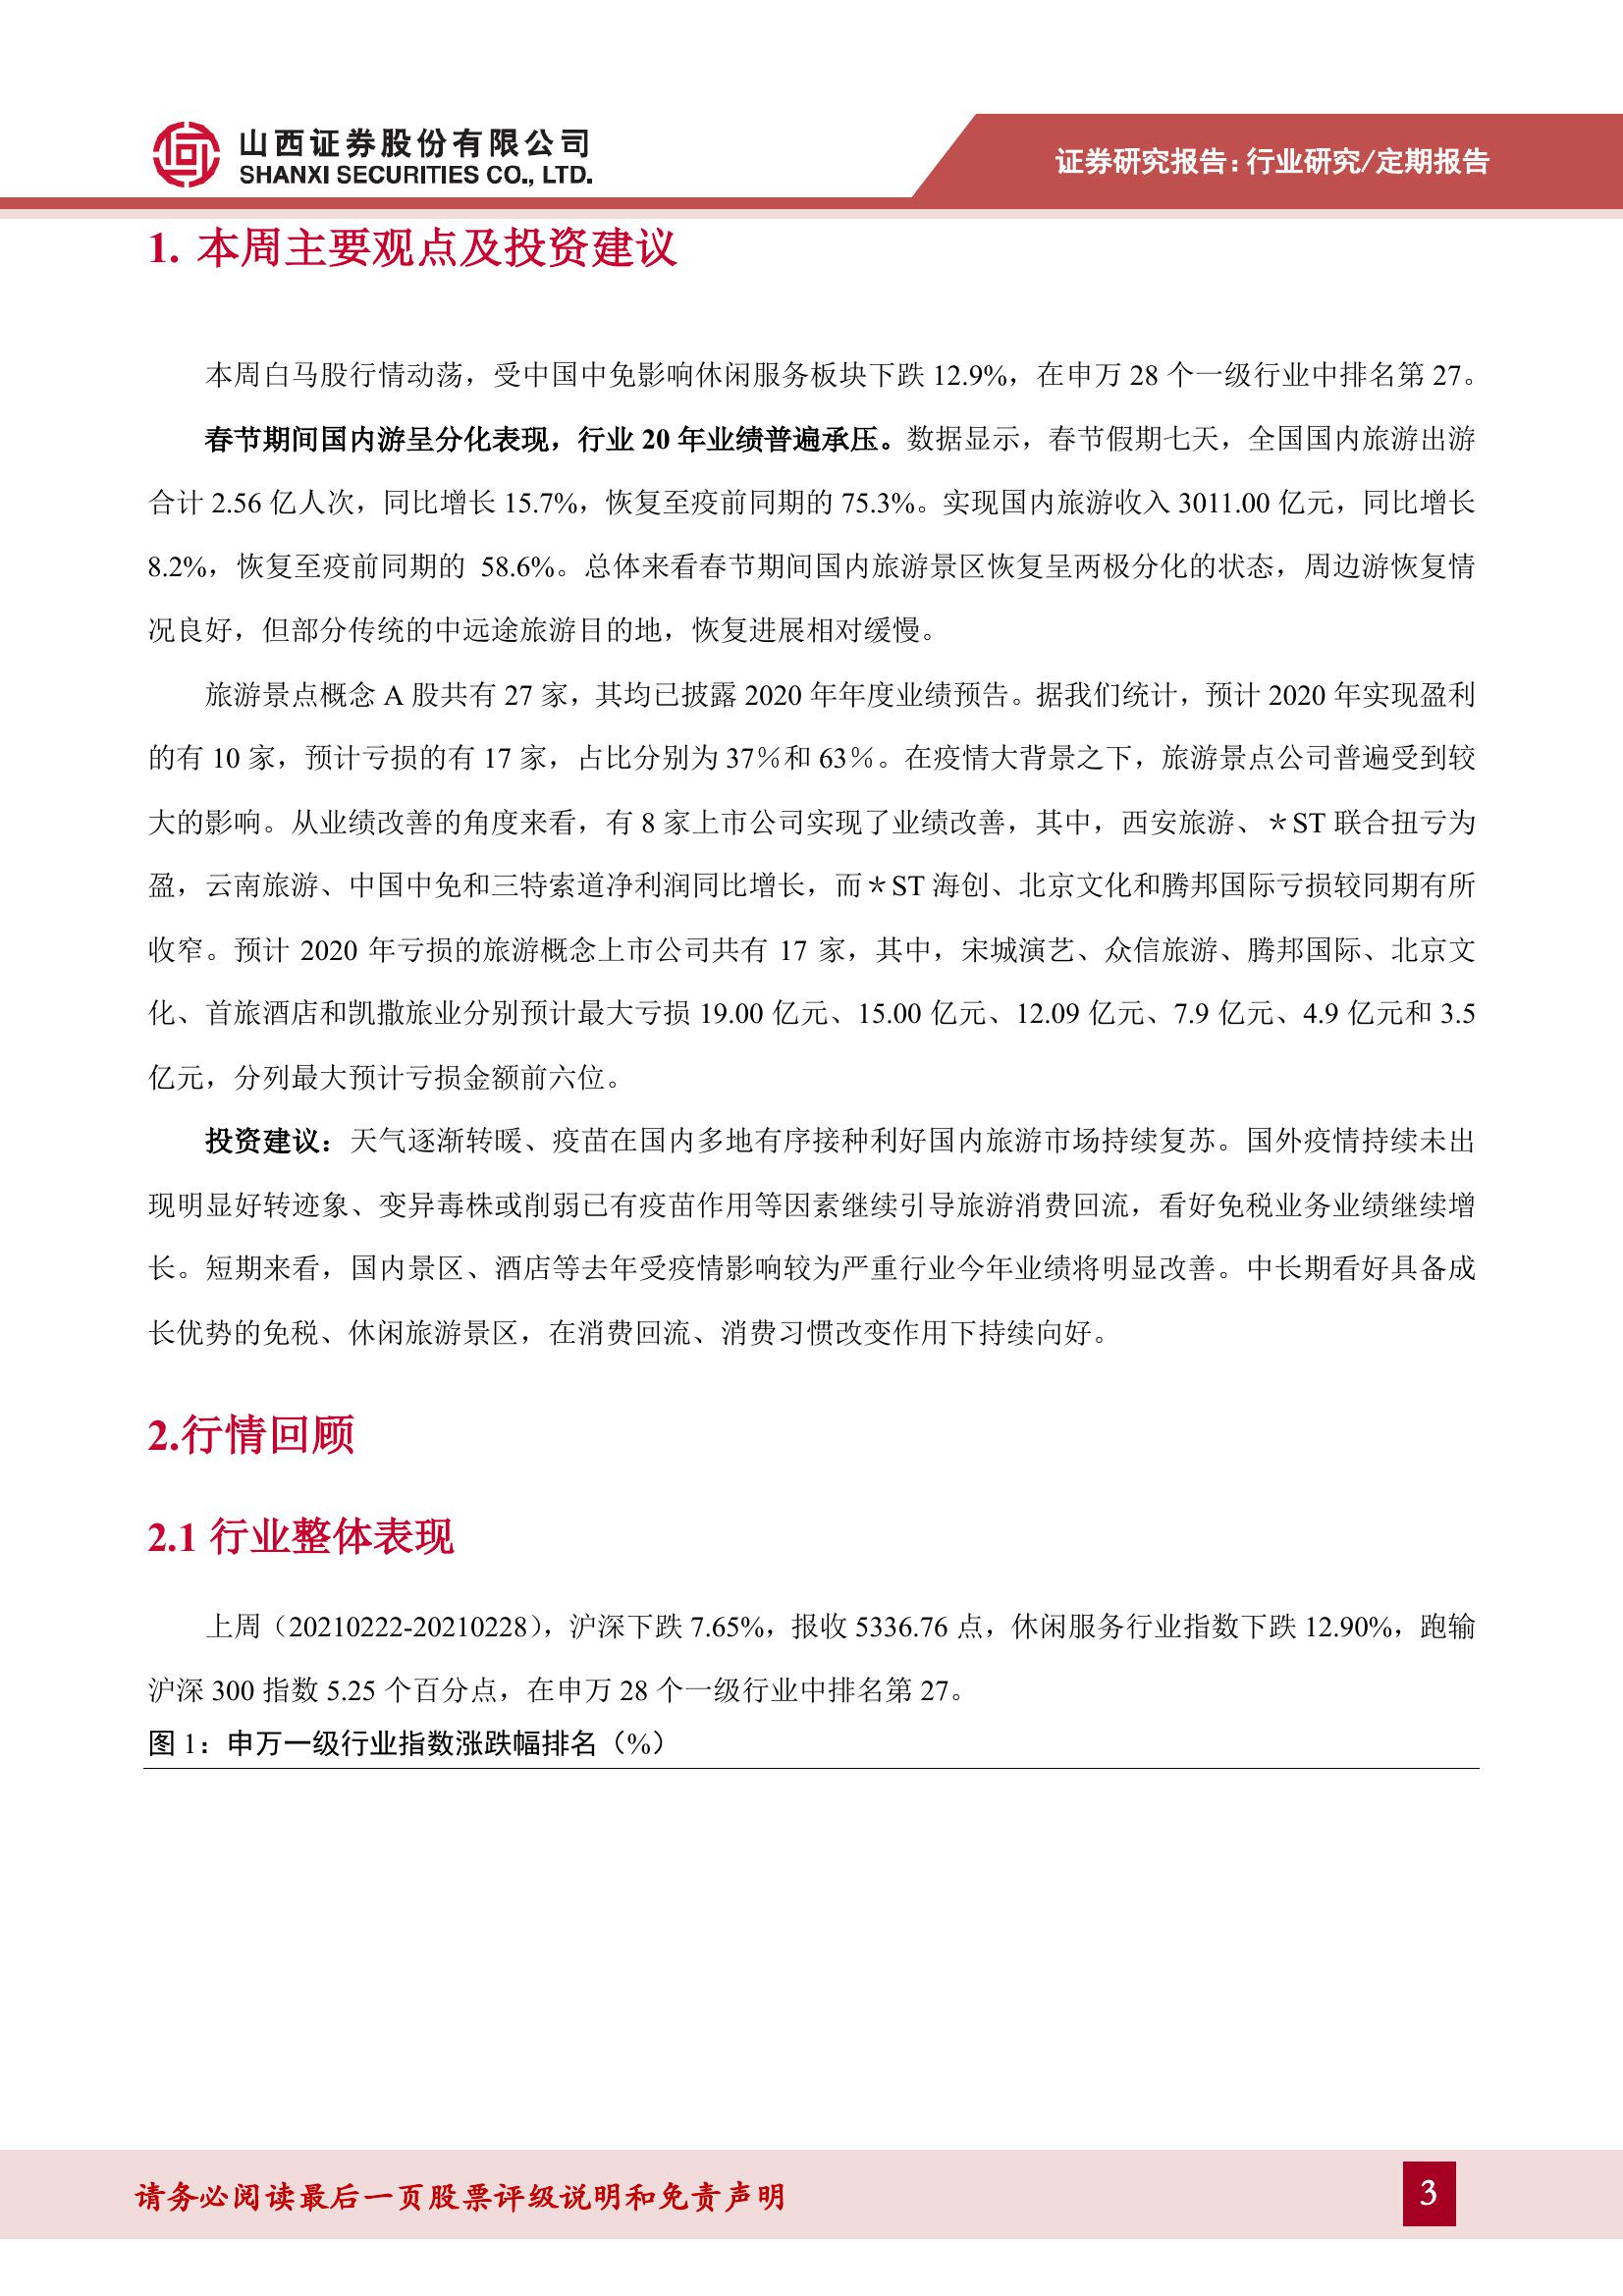 山西证券股份有限公司
SHANXI SECURITIES CO., LTD.
证券研究报告：行业研究/定期报告
1. 本周主要观点及投资建议
本周白马股行情动荡，受中国中免影响休闲服务板块下跌 12.9%，在申万 28 个一级行业中排名第 27。
春节期间国内游呈分化表现，行业 20 年业绩普遍承压。数据显示，春节假期七天，全国国内旅游出游
合计 2.56 亿人次，同比增长 15.7%，恢复至疫前同期的 75.3%。实现国内旅游收入 3011.00 亿元，同比增长
8.2%，恢复至疫前同期的 58.6%。总体来看春节期间国内旅游景区恢复呈两极分化的状态，周边游恢复情
况良好，但部分传统的中远途旅游目的地，恢复进展相对缓慢。
旅游景点概念 A 股共有 27 家，其均已披露 2020 年年度业绩预告。据我们统计，预计 2020 年实现盈利
的有 10 家，预计亏损的有 17 家，占比分别为 37％和 63％。在疫情大背景之下，旅游景点公司普遍受到较
大的影响。从业绩改善的角度来看，有 8 家上市公司实现了业绩改善，其中，西安旅游、＊ST 联合扭亏为
盈，云南旅游、中国中免和三特索道净利润同比增长，而＊ST 海创、北京文化和腾邦国际亏损较同期有所
收窄。预计 2020 年亏损的旅游概念上市公司共有 17 家，其中，宋城演艺、众信旅游、腾邦国际、北京文
化、首旅酒店和凯撒旅业分别预计最大亏损 19.00 亿元、15.00 亿元、12.09 亿元、7.9 亿元、4.9 亿元和 3.5
亿元，分列最大预计亏损金额前六位。
投资建议：天气逐渐转暖、疫苗在国内多地有序接种利好国内旅游市场持续复苏。国外疫情持续未出
现明显好转迹象、变异毒株或削弱已有疫苗作用等因素继续引导旅游消费回流，看好免税业务业绩继续增
长。短期来看，国内景区、酒店等去年受疫情影响较为严重行业今年业绩将明显改善。中长期看好具备成
长优势的免税、休闲旅游景区，在消费回流、消费习惯改变作用下持续向好。
2.行情回顾
2.1 行业整体表现
上周（20210222-20210228），沪深下跌 7.65%，报收 5336.76 点，休闲服务行业指数下跌 12.90%，跑输
沪深 300 指数 5.25 个百分点，在申万 28 个一级行业中排名第 27。
图 1：申万一级行业指数涨跌幅排名（%）
请务必阅读最后一页股票评级说明和免责声明
3